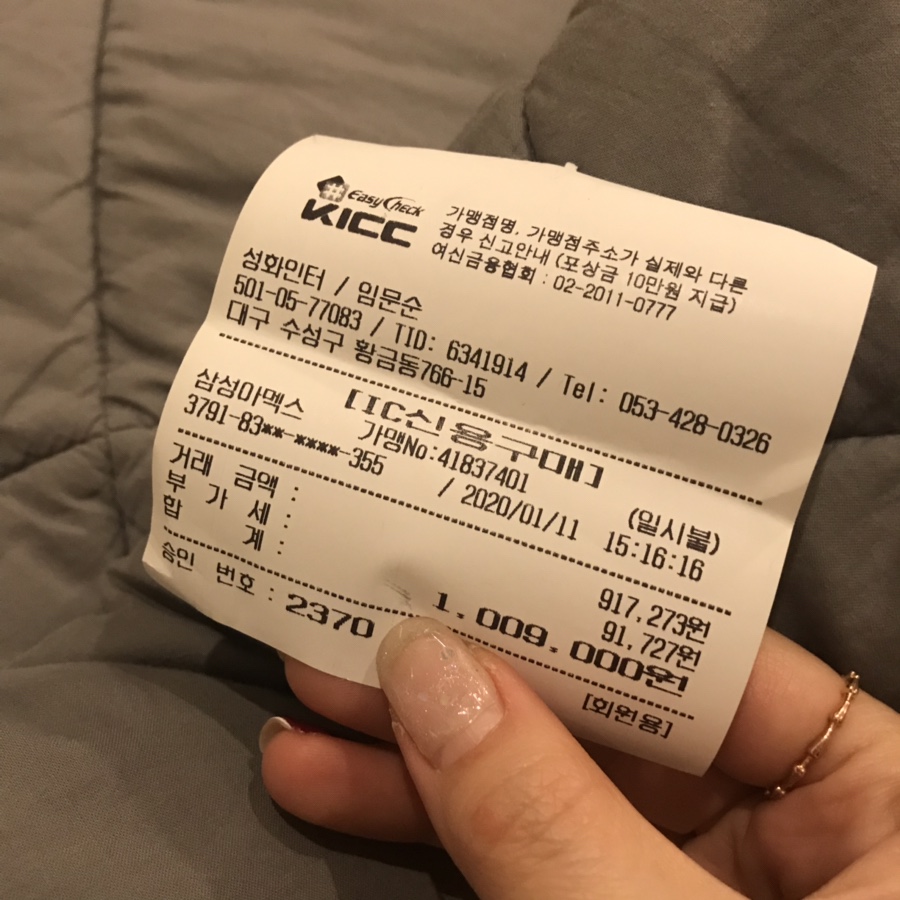 EasyCheck
KICC
가맹점명, 가맹점주소가 실제와 다른
경우 신고안내 (포상금 10만원 지급)
여신금융협회 : 02-2011-0777
성화인터 / 임문순
501-05-77083 / TID: 6341914 / Tel: 053-428-0326
대구 수성구 황금동766-15
[IC신용구매]
삼성아멕스 가맹No:41837401 (일시불)
3791-83**-****-355 / 2020/01/11 15:16:16
거래 금액 : 917,273원
부 가 세 : 91,727원
합 계 : 1,009,000원
승인 번호 : 2370
[회원용]